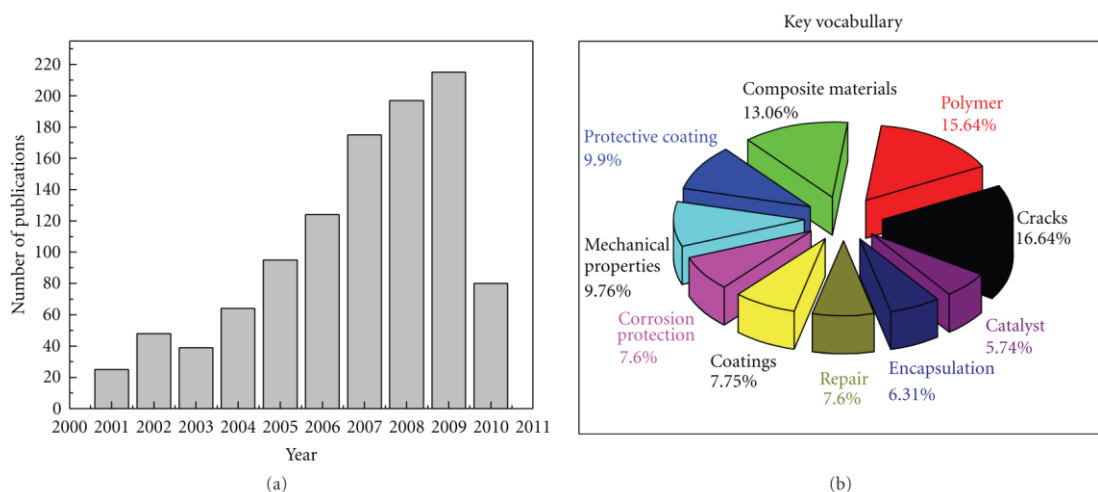 Number of publications
220
200
180
160
140
120
100
80
60
40
20
0
2000 2001 2002 2003 2004 2005 2006 2007 2008 2009 2010 2011
Year
(a)
Key vocabullary
Composite materials
13.06%
Polymer
15.64%
Protective coating
9.9%
Cracks
16.64%
Mechanical
properties
9.76%
Corrosion
protection
7.6%
Coatings
7.75%
Repair
7.6%
Encapsulation
6.31%
Catalyst
5.74%
(b)